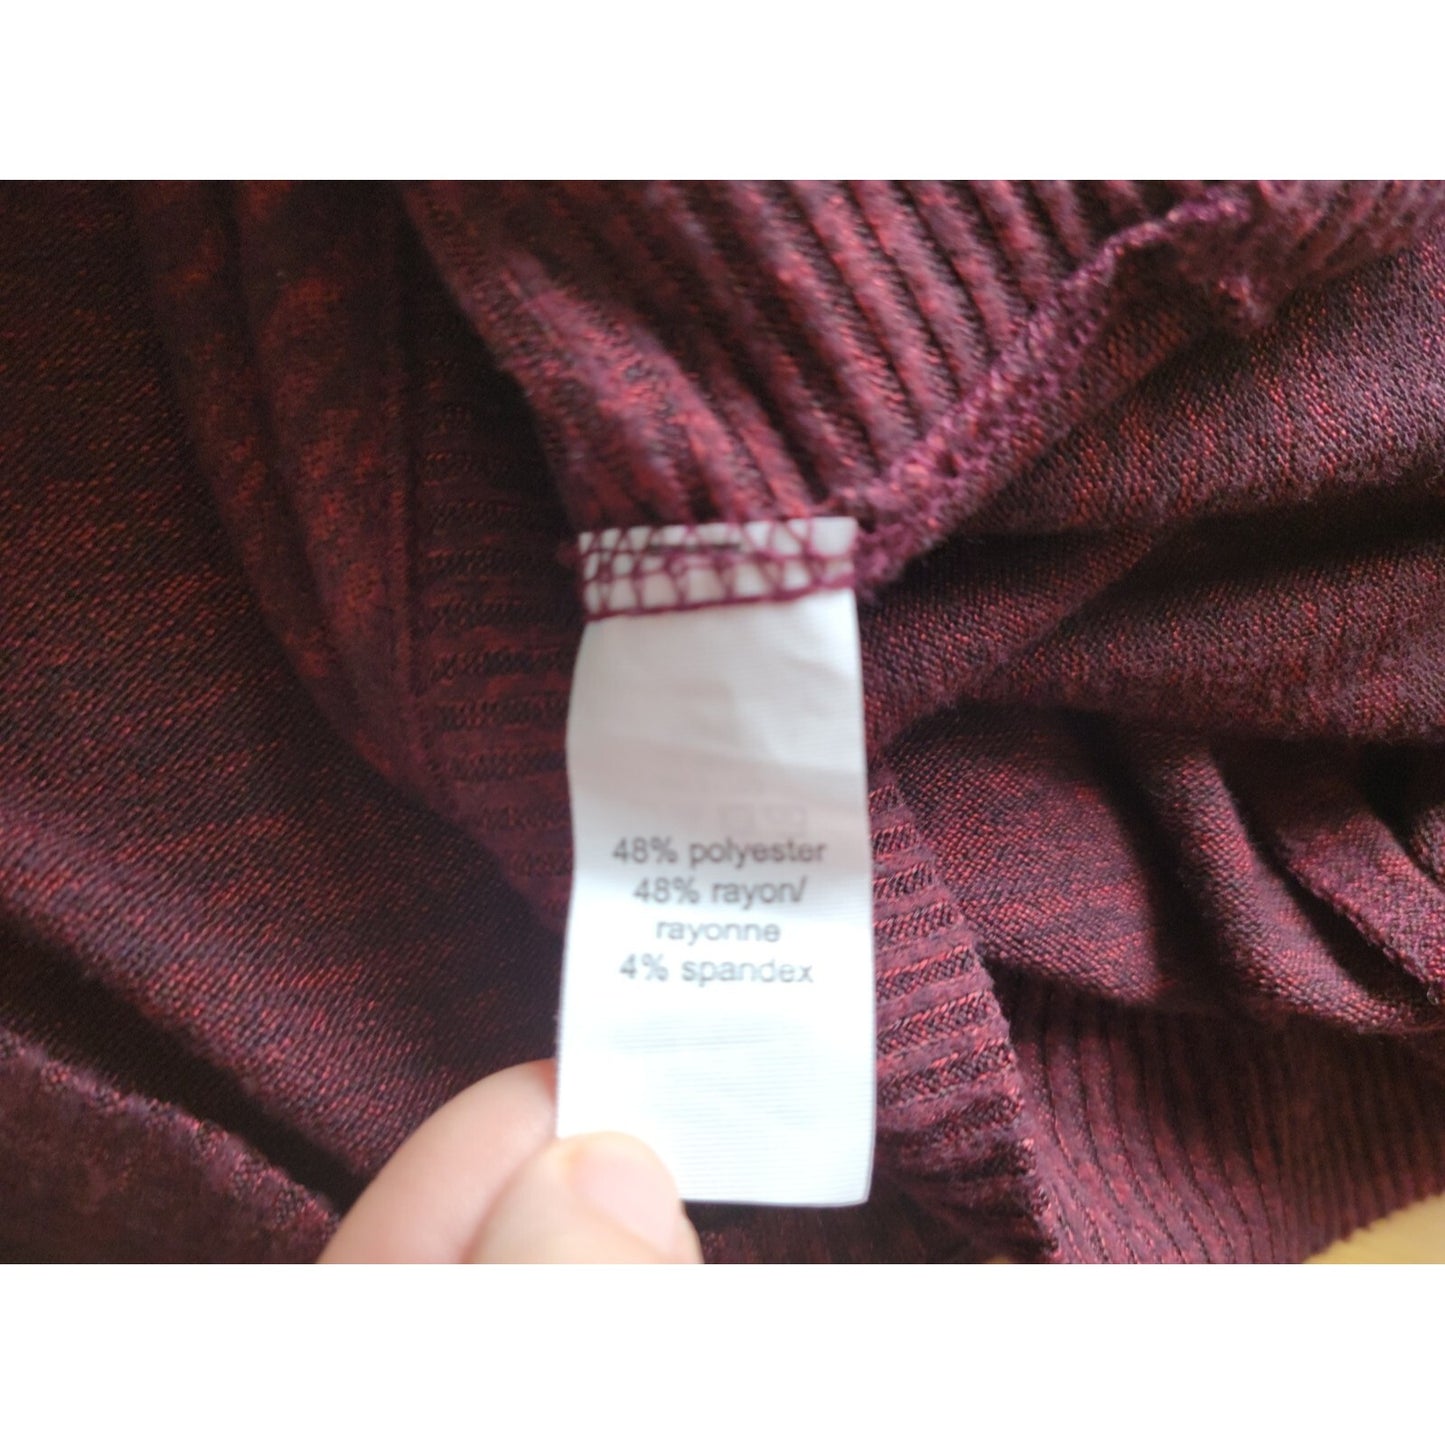 48% polyester
48% rayon/
rayonne
4% spandex